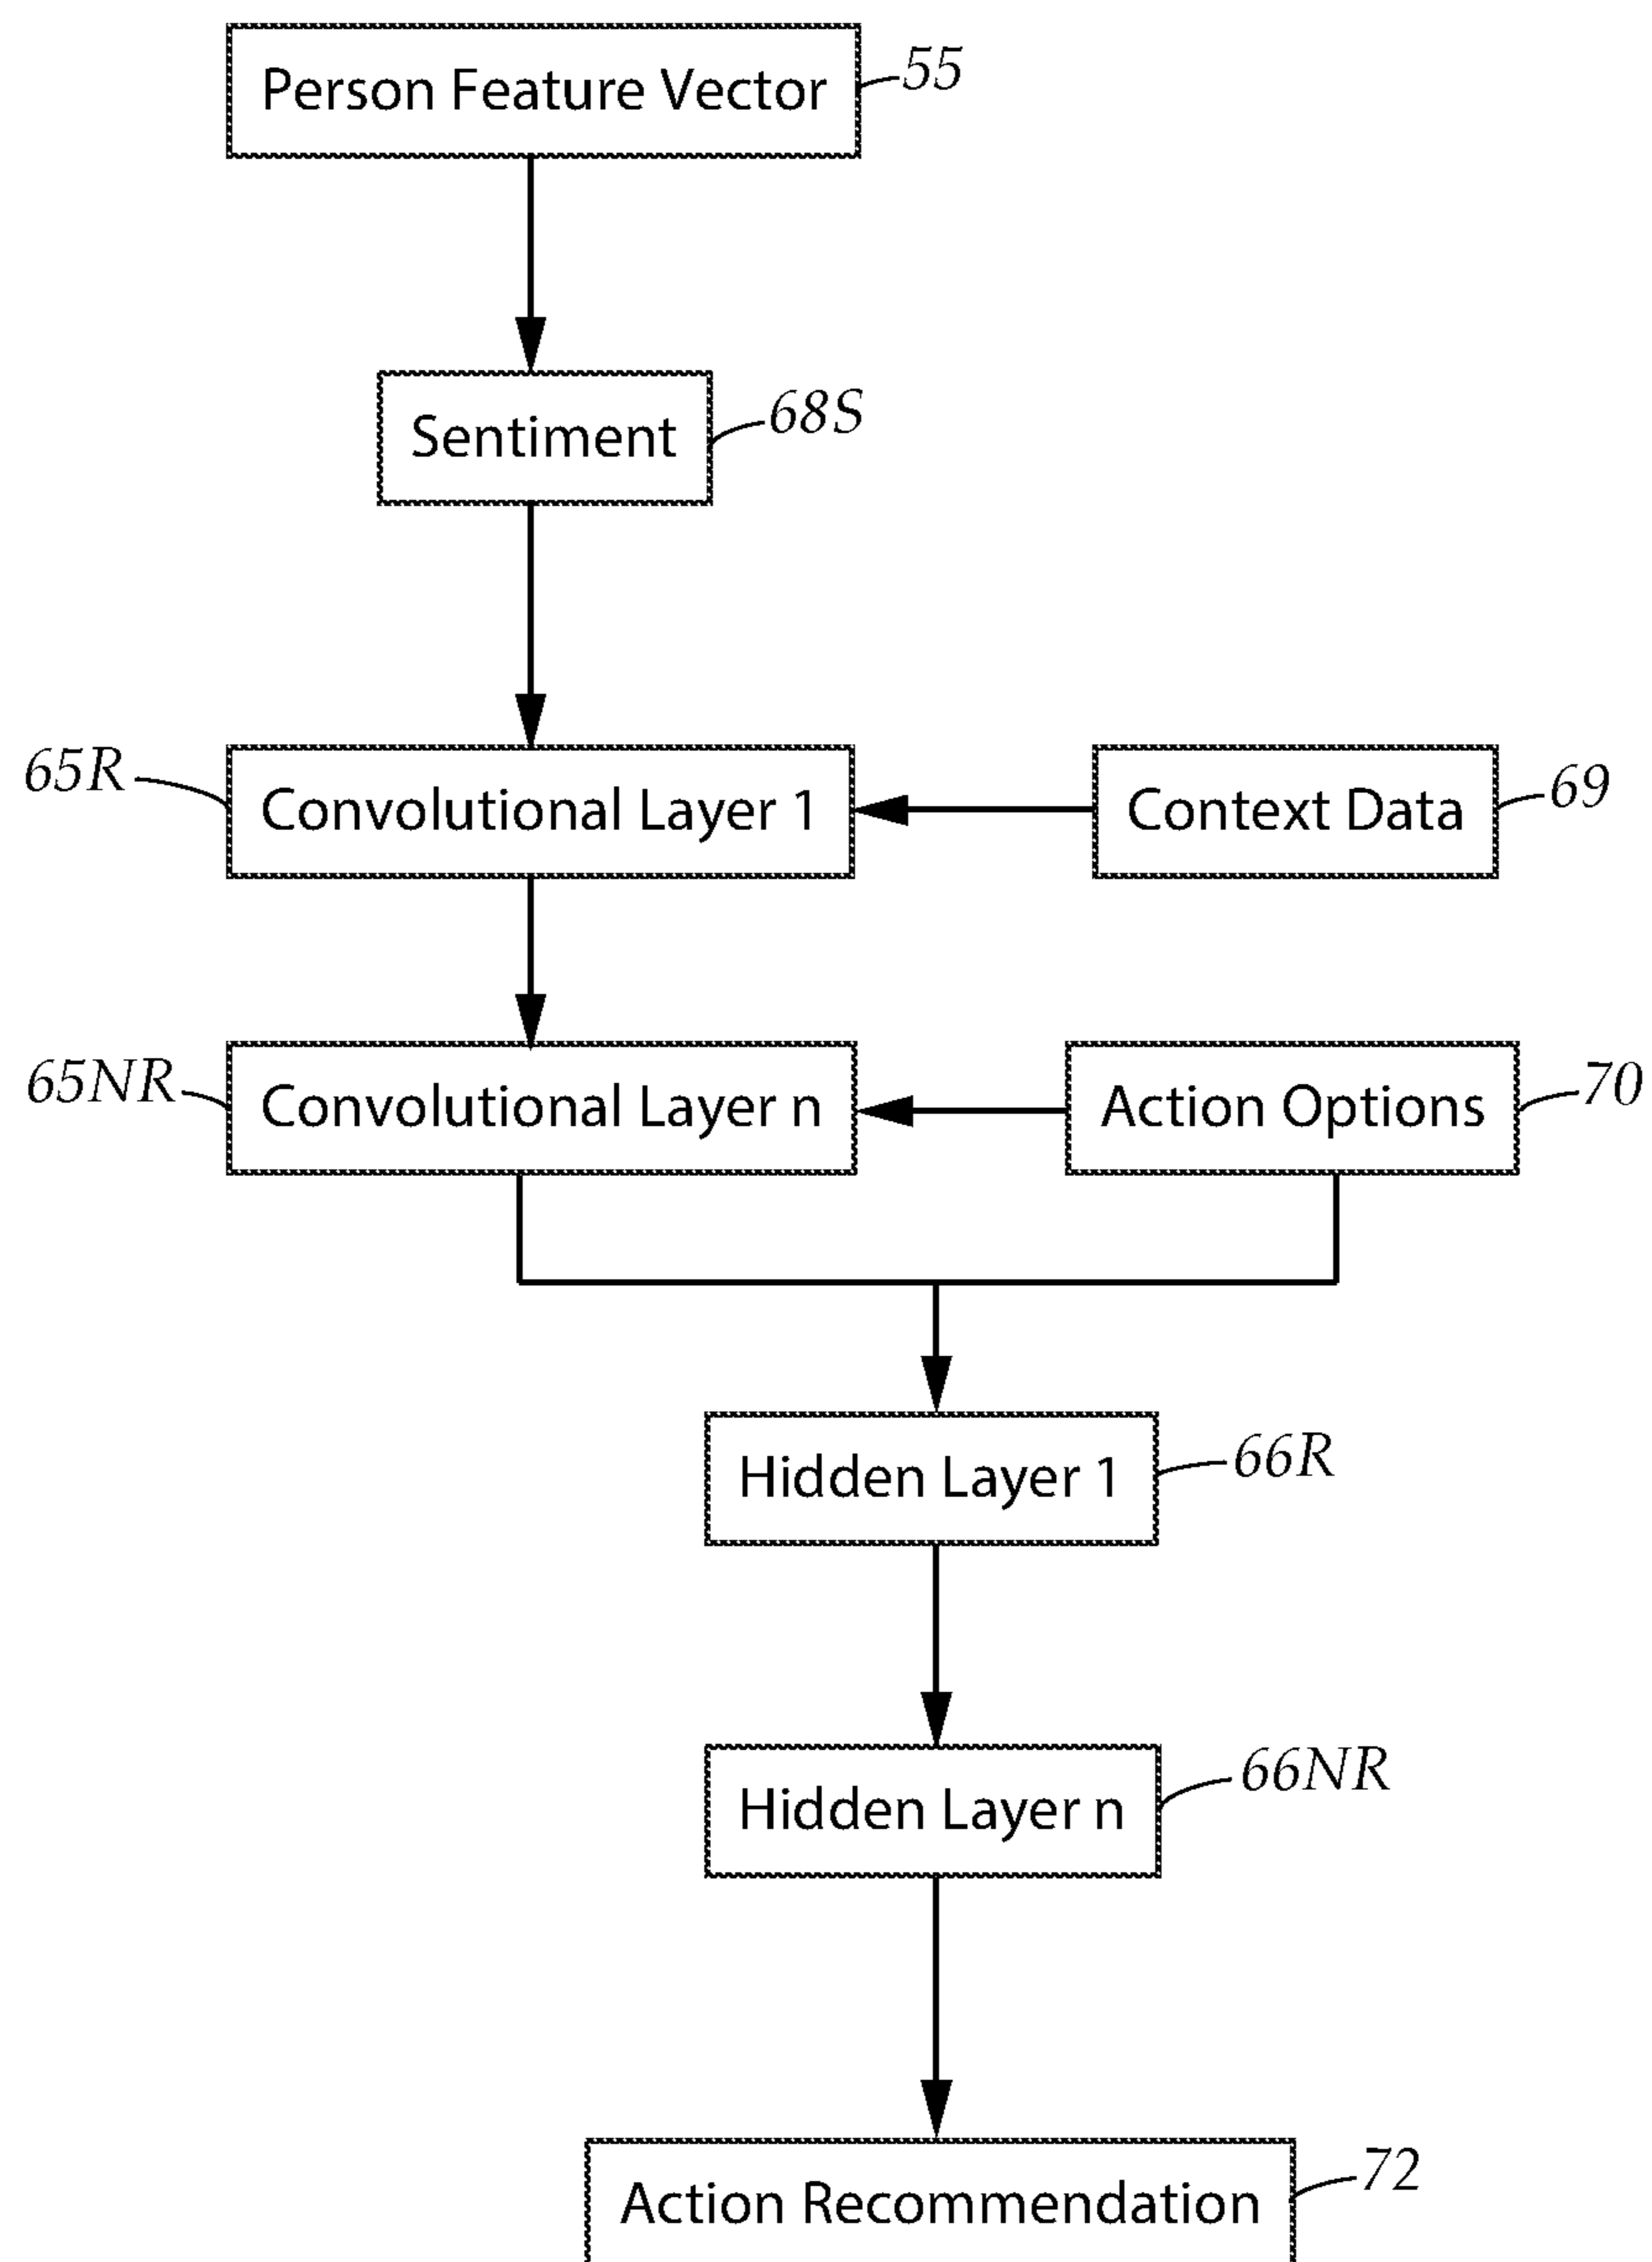 Person Feature Vector
55
Sentiment
68S
65R
Convolutional Layer 1
Context Data
69
65NR
Convolutional Layer n
Action Options
70
Hidden Layer 1
66R
Hidden Layer n
66NR
Action Recommendation
72